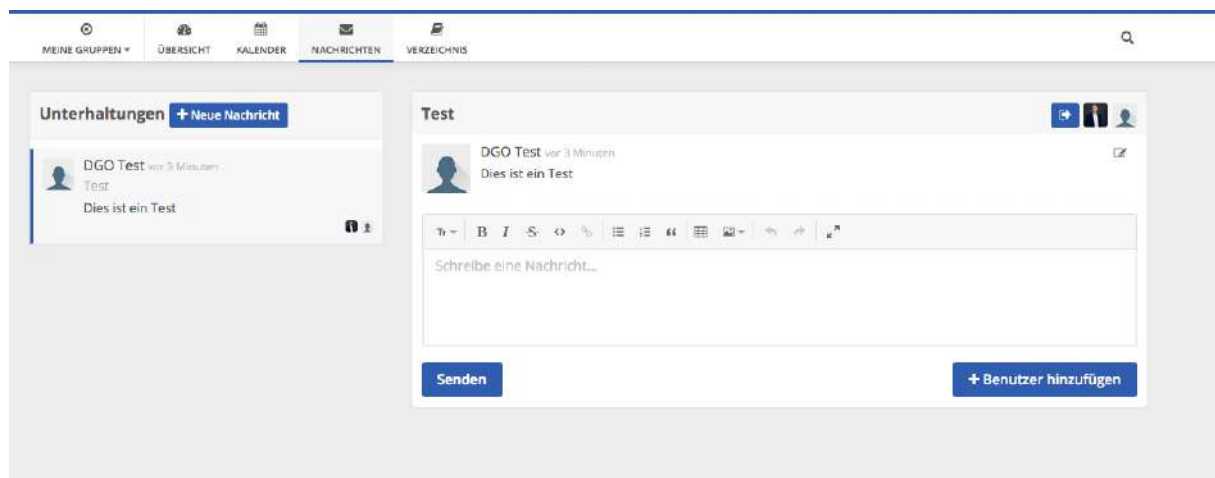 MEINE GRUPPEN
ÜBERSICHT
KALENDER
NACHRICHTEN
VERZEICHNIS
Unterhaltungen
+ Neue Nachricht
DGO Test vor 3 Minuten
Test
Dies ist ein Test
Test
DGO Test vor 3 Minuten
Dies ist ein Test
Schreibe eine Nachricht...
Senden
+ Benutzer hinzufügen